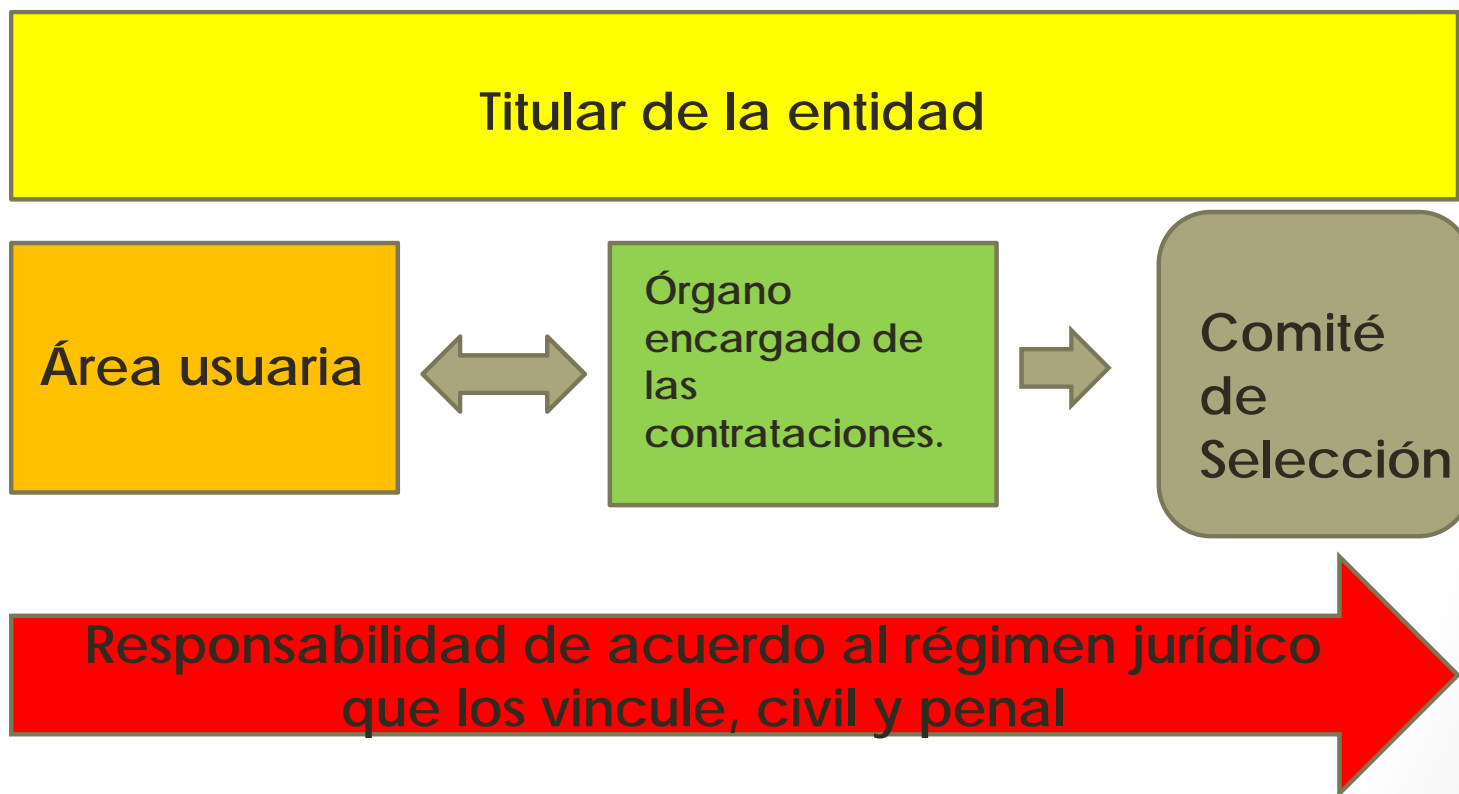 Titular de la entidad
Área usuaria
Órgano
encargado de
las
contrataciones.
Comité
de
Selección
Responsabilidad de acuerdo al régimen jurídico
que los vincule, civil y penal